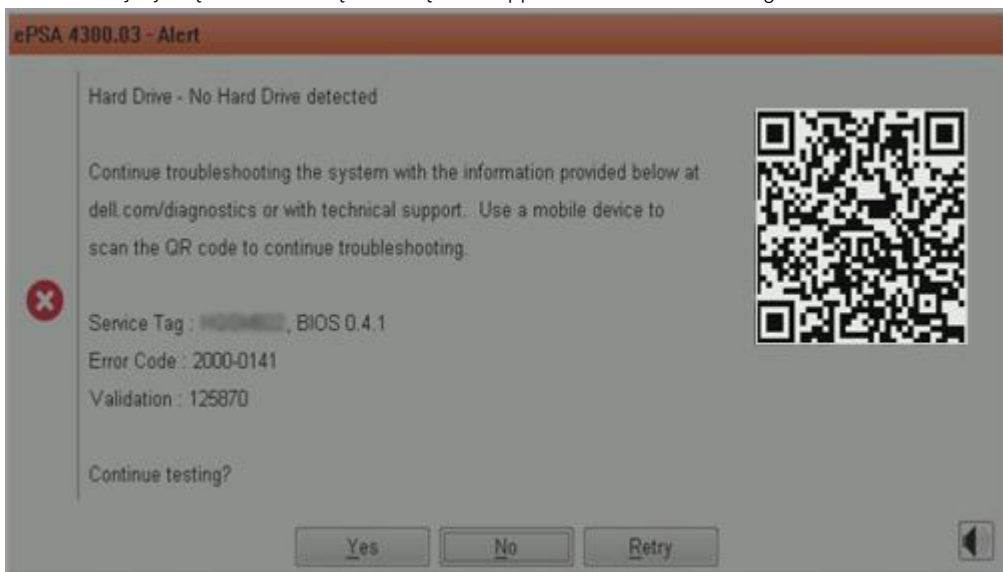 ePSA 4300.03 - Alert
Hard Drive - No Hard Drive detected
Continue troubleshooting the system with the information provided below at
dell.com/diagnostics or with technical support. Use a mobile device to
scan the QR code to continue troubleshooting.
Service Tag : , BIOS 0.4.1
Error Code : 2000-0141
Validation : 125870
Continue testing?
Yes No Retry